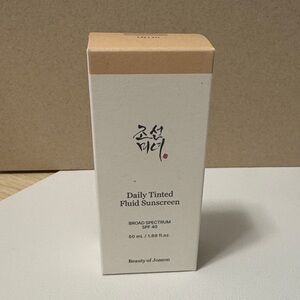 조선
미녀
Daily Tinted
Fluid Sunscreen
BROAD SPECTRUM
SPF 40
50 mL / 1.69 fl.oz.
Beauty of Joseon